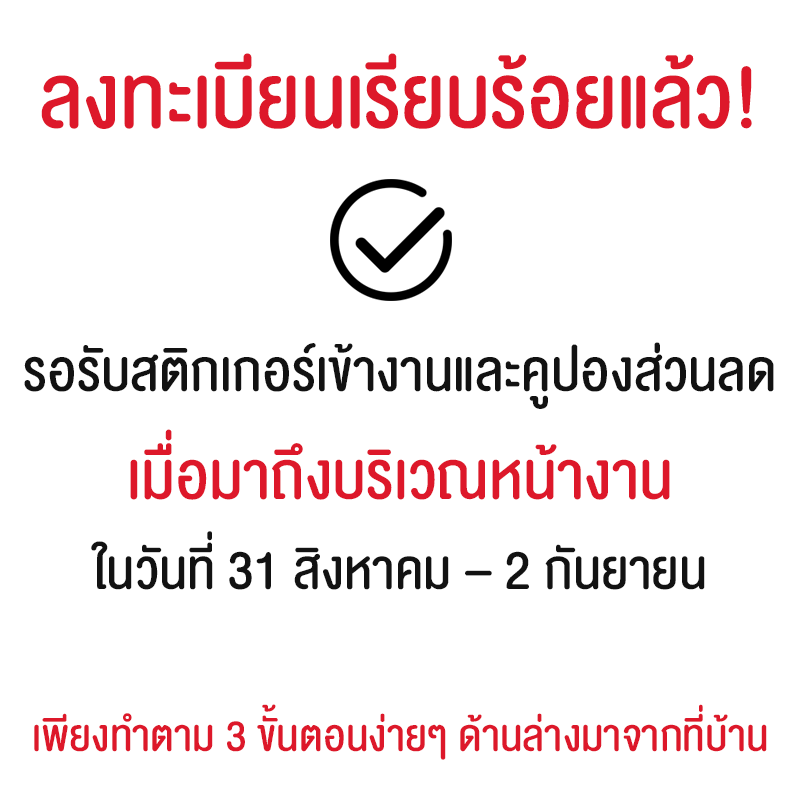 ลงทะเบียนเรียบร้อยแล้ว!
รอรับสติกเกอร์เข้างานและคูปองส่วนลด
เมื่อมาถึงบริเวณหน้างาน
ในวันที่ 31 สิงหาคม – 2 กันยายน
เพียงทำตาม 3 ขั้นตอนง่ายๆ ด้านล่างมาจากที่บ้าน